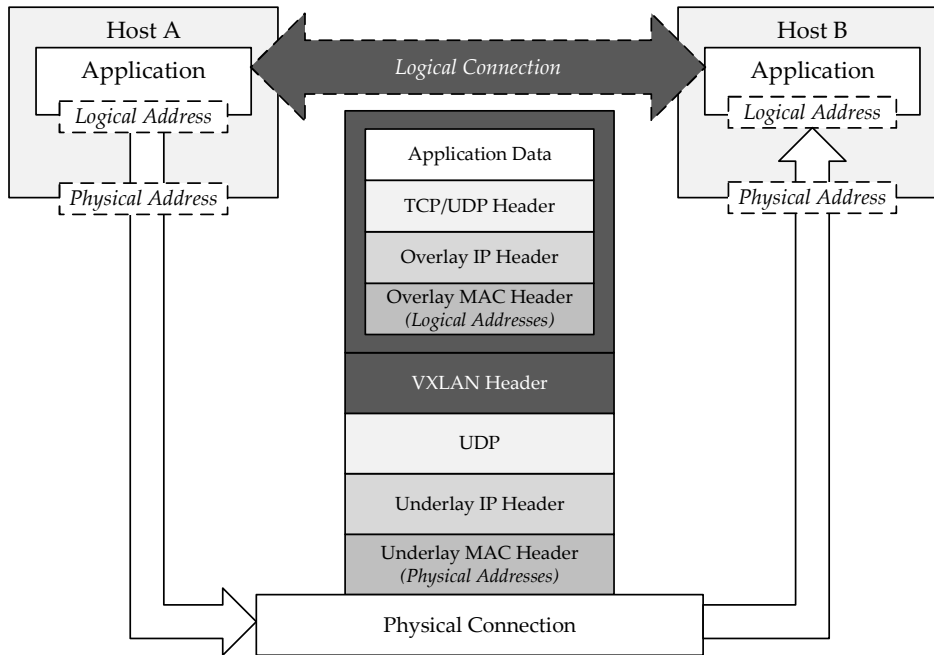 Host A
Host B
Application
Logical Connection
Application
Logical Address
Logical Address
Application Data
Physical Address
TCP/UDP Header
Physical Address
Overlay IP Header
Overlay MAC Header
(Logical Addresses)
VXLAN Header
UDP
Underlay IP Header
Underlay MAC Header
(Physical Addresses)
Physical Connection